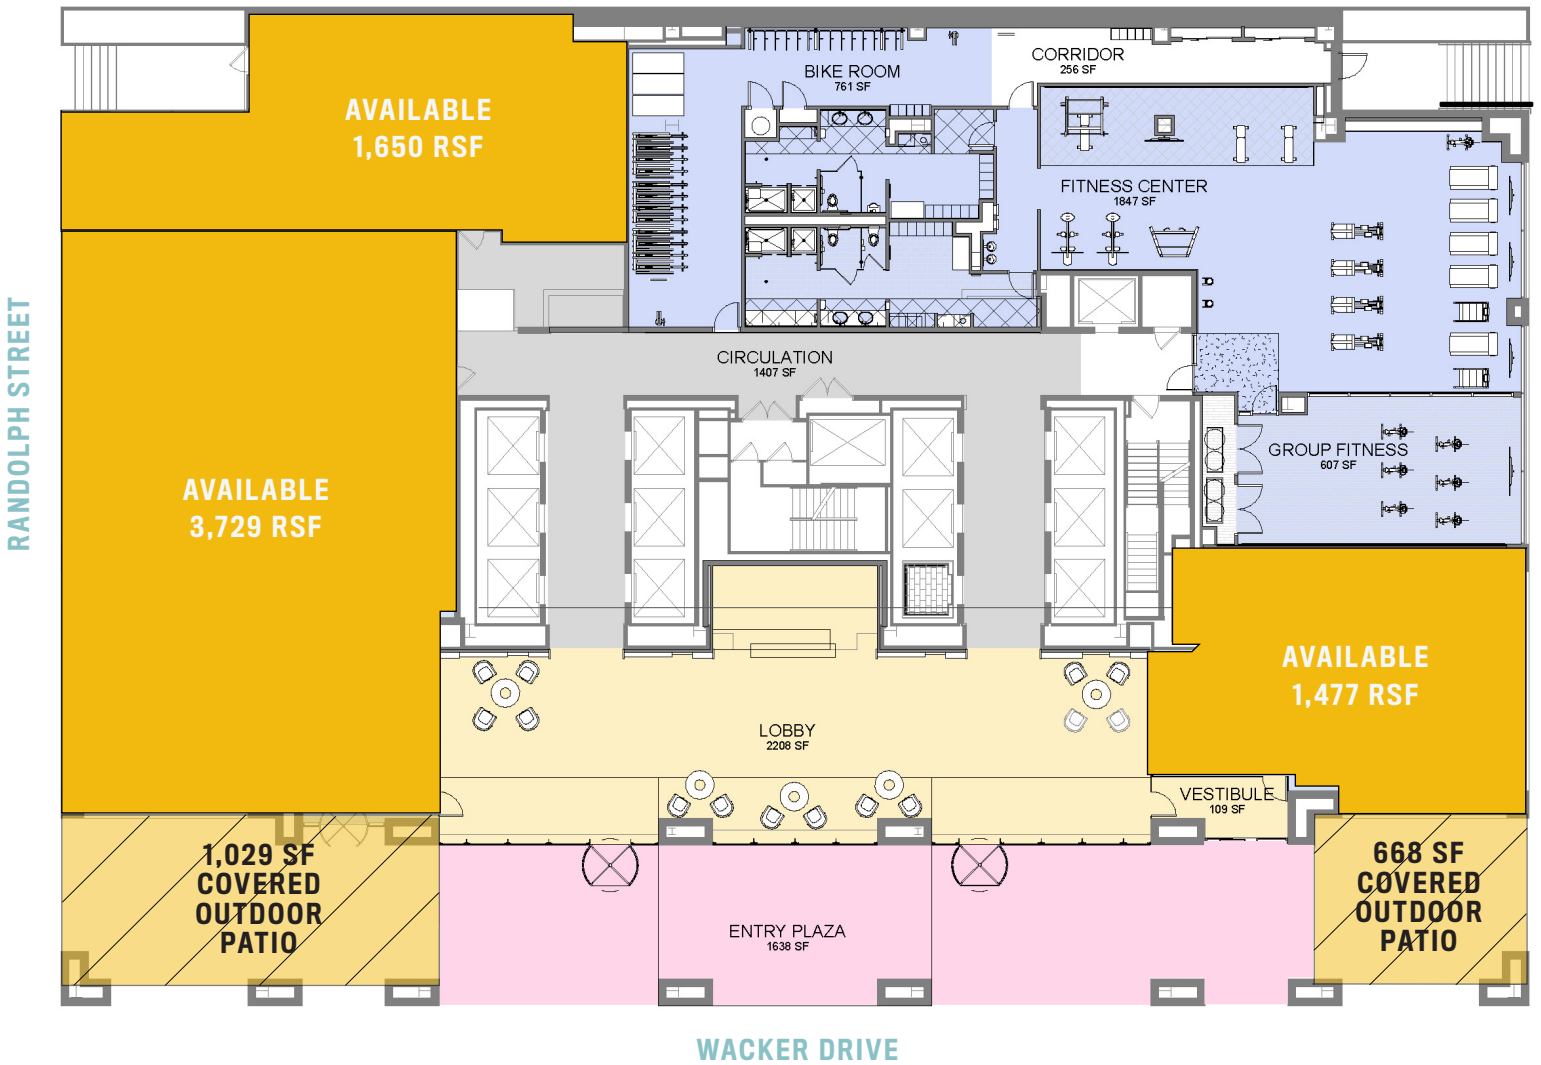 CORRIDOR
256 SF
BIKE ROOM
761 SF
AVAILABLE
1,650 RSF
FITNESS CENTER
1847 SF
RANDOLPH STREET
CIRCULATION
1407 SF
GROUP FITNESS
607 SF
AVAILABLE
3,729 RSF
AVAILABLE
1,477 RSF
LOBBY
2208 SF
VESTIBULE
109 SF
1,029 SF
COVERED
OUTDOOR
PATIO
668 SF
COVERED
OUTDOOR
PATIO
ENTRY PLAZA
1638 SF
WACKER DRIVE